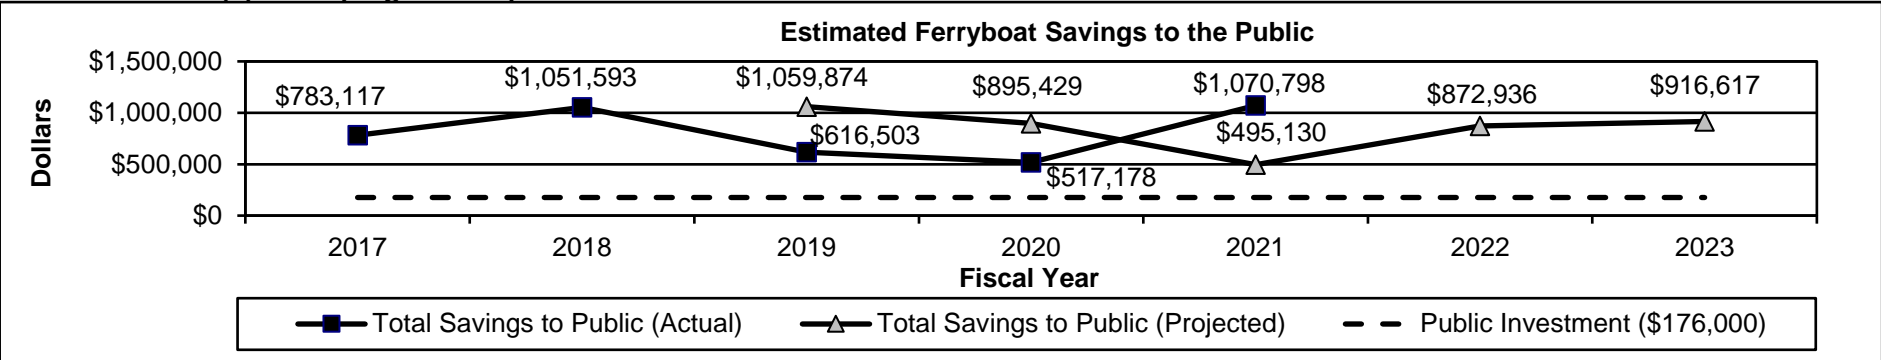 Estimated Ferryboat Savings to the Public
$1,500,000
$1,000,000
$500,000
$0
Dollars
$783,117
$1,051,593
$1,059,874
$895,429
$1,070,798
$872,936
$916,617
$616,503
$517,178
$495,130
2017 2018 2019 2020 2021 2022 2023
Fiscal Year
Total Savings to Public (Actual) Total Savings to Public (Projected) Public Investment ($176,000)